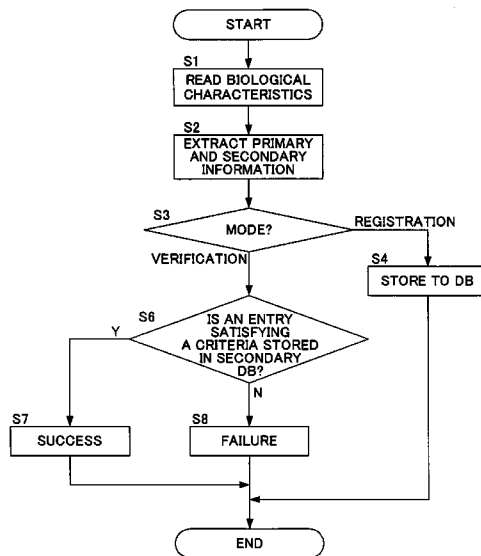 START
S1
READ BIOLOGICAL
CHARACTERISTICS
S2
EXTRACT PRIMARY
AND SECONDARY
INFORMATION
S3
MODE?
REGISTRATION
VERIFICATION
S4
STORE TO DB
S6
IS AN ENTRY
SATISFYING
A CRITERIA STORED
IN SECONDARY
DB?
Y
N
S7
SUCCESS
S8
FAILURE
END